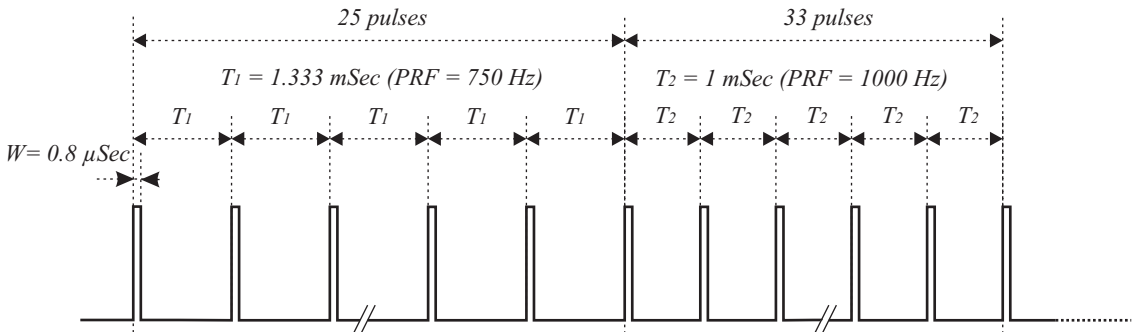 25 pulses 33 pulses
T1 = 1.333 mSec (PRF = 750 Hz) T2 = 1 mSec (PRF = 1000 Hz)
T1 T1 T1 T1 T1 T2 T2 T2 T2 T2
W= 0.8 µSec